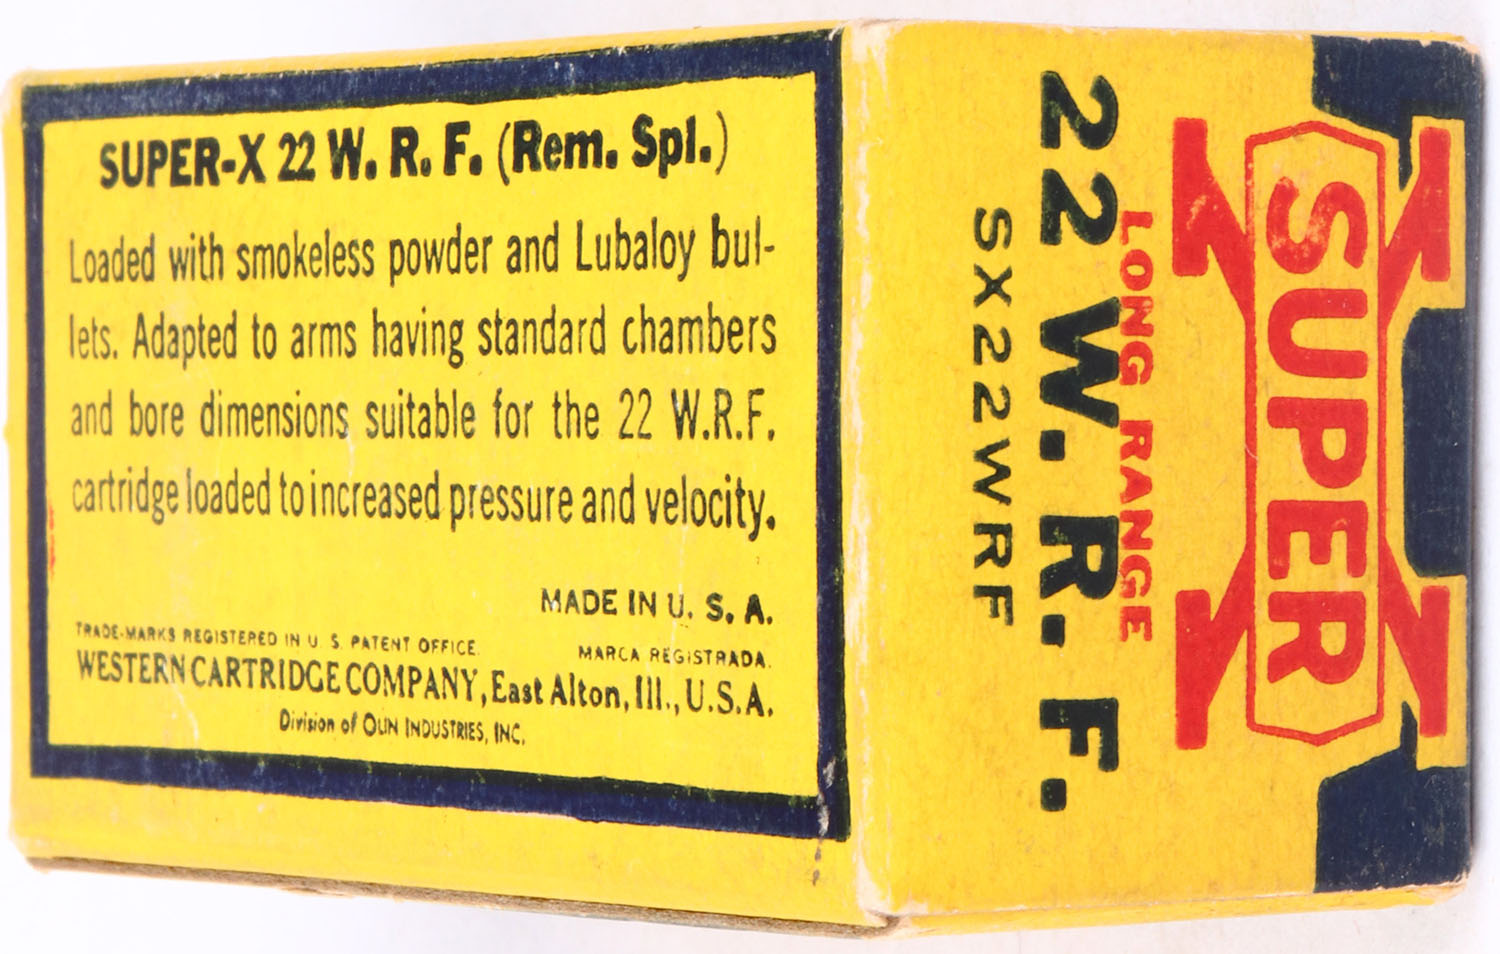 SUPER-X 22 W. R. F. (Rem. Spl.)
Loaded with smokeless powder and Lubaloy bul-
lets. Adapted to arms having standard chambers
and bore dimensions suitable for the 22 W.R.F.
cartridge loaded to increased pressure and velocity.
MADE IN U. S. A.
TRADE-MARKS REGISTERED IN U. S. PATENT OFFICE. MARCA REGISTRADA.
WESTERN CARTRIDGE COMPANY, East Alton, Ill., U.S.A.
Division of OLIN INDUSTRIES, INC.
SUPER X
LONG RANGE
22 W. R. F.
SX22WRF